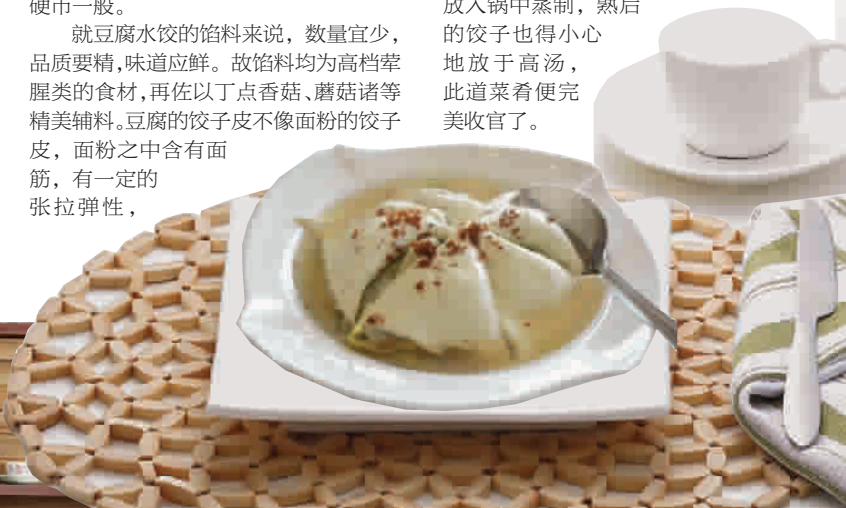 硬币一般。
就豆腐水饺的馅料来说，数量宜少，
品质要精，味道应鲜。故馅料均为高档荤
腥类的食材，再佐以丁点香菇、蘑菇诸等
精美辅料。豆腐的饺子皮不像面粉的饺子
皮，面粉之中含有面
筋，有一定的
张拉弹性，
放入锅中蒸制，熟后
的饺子也得小心
地放于高汤，
此道菜肴便完
美收官了。